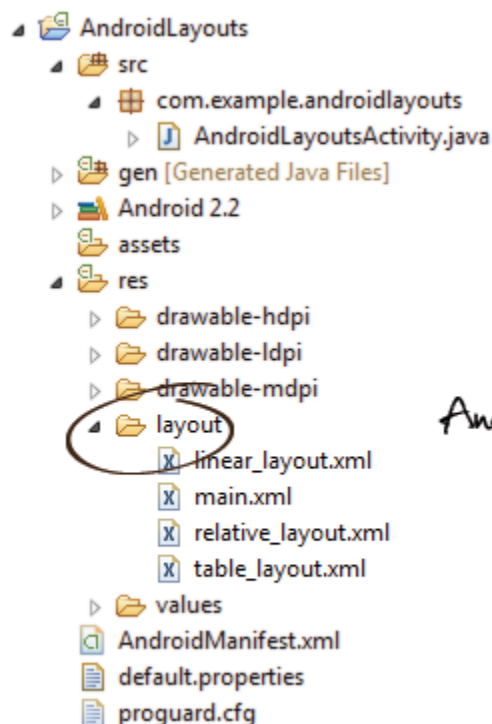 AndroidLayouts
src
com.example.androidlayouts
AndroidLayoutsActivity.java
gen [Generated Java Files]
Android 2.2
assets
res
drawable-hdpi
drawable-ldpi
drawable-mdpi
layout
linear_layout.xml
main.xml
relative_layout.xml
table_layout.xml
values
AndroidManifest.xml
default.properties
proguard.cfg